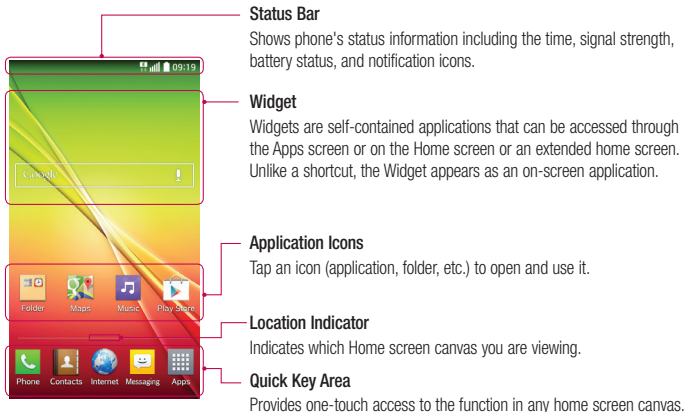 Status Bar
Shows phone's status information including the time, signal strength,
battery status, and notification icons.
09:19
Widget
Widgets are self-contained applications that can be accessed through
the Apps screen or on the Home screen or an extended home screen.
Unlike a shortcut, the Widget appears as an on-screen application.
Google
Application Icons
Tap an icon (application, folder, etc.) to open and use it.
Folder Maps Music Play Store
Location Indicator
Indicates which Home screen canvas you are viewing.
Phone Contacts Internet Messaging Apps
Quick Key Area
Provides one-touch access to the function in any home screen canvas.